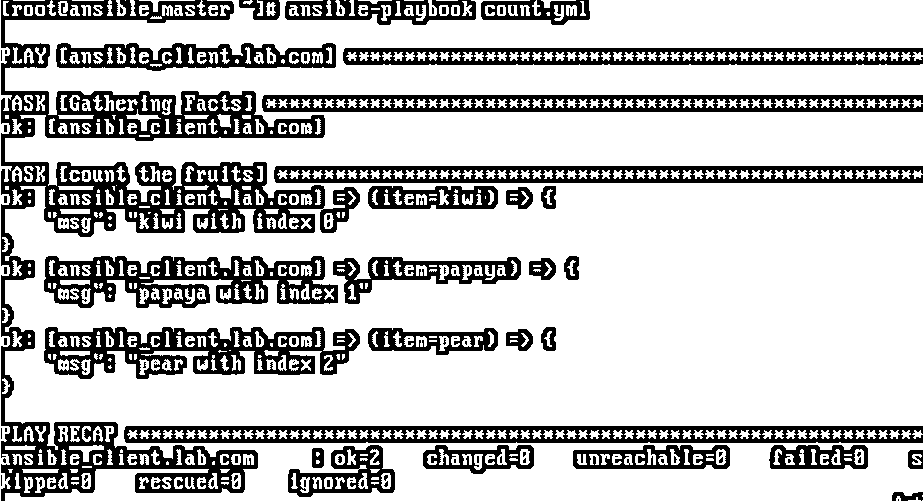 [root@ansible_master ~]# ansible-playbook count.yml
PLAY [ansible_client.lab.com] **************************************************
TASK [Gathering Facts] *********************************************************
ok: [ansible_client.lab.com]
TASK [count the fruits] ********************************************************
ok: [ansible_client.lab.com] => (item=kiwi) => {
"msg": "kiwi with index 0"
}
ok: [ansible_client.lab.com] => (item=papaya) => {
"msg": "papaya with index 1"
}
ok: [ansible_client.lab.com] => (item=pear) => {
"msg": "pear with index 2"
}
PLAY RECAP *********************************************************************
ansible_client.lab.com : ok=2 changed=0 unreachable=0 failed=0 s
kipped=0 rescued=0 ignored=0